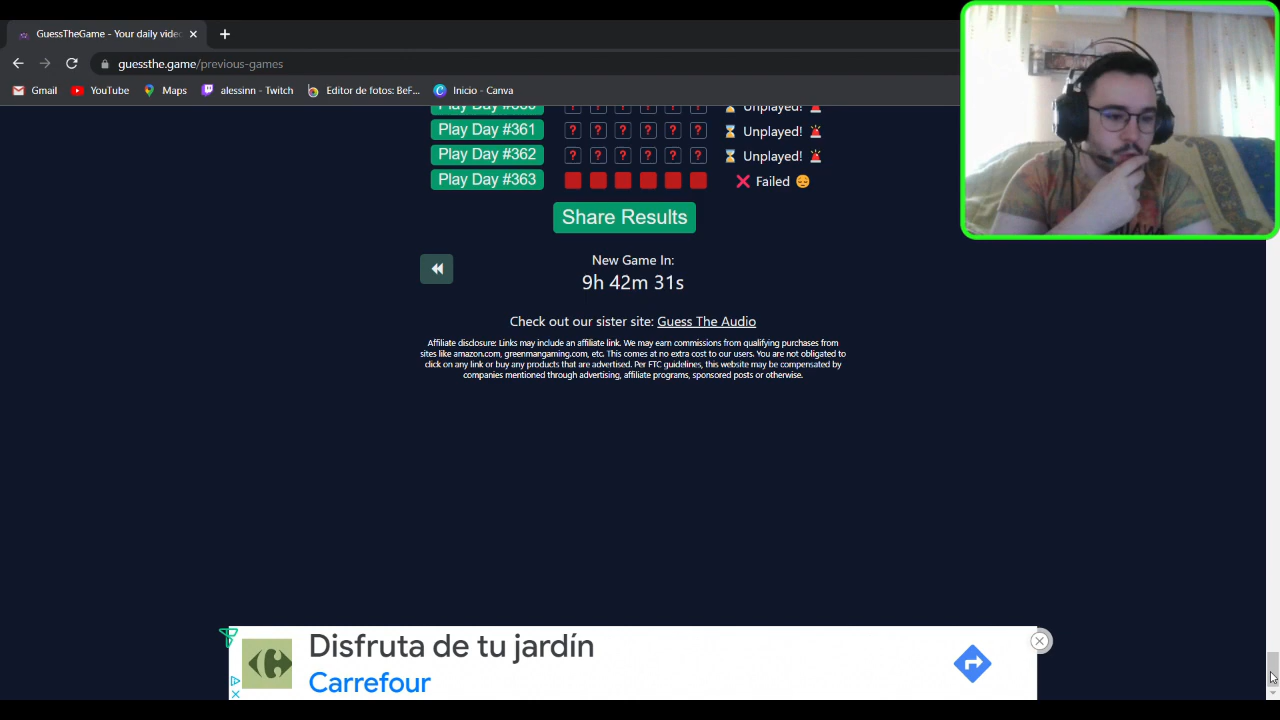 GuessTheGame - Your daily video
guessthe.game/previous-games
Gmail
YouTube
Maps
alessinn - Twitch
Editor de fotos: BeF...
Inicio - Canva
Unplayed!
Play Day #361 ? ? ? ? ? ? Unplayed!
Play Day #362 ? ? ? ? ? ? Unplayed!
Play Day #363 Failed
Share Results
New Game In:
9h 42m 31s
Check out our sister site: Guess The Audio
Affiliate disclosure: Links may include an affiliate link. We may earn commissions from qualifying purchases from
sites like amazon.com, greenmangaming.com, etc. This comes at no extra cost to our users. You are not obligated to
click on any link or buy any products that are advertised. Per FTC guidelines, this website may be compensated by
companies mentioned through advertising, affiliate programs, sponsored posts or otherwise.
Disfruta de tu jardín
Carrefour